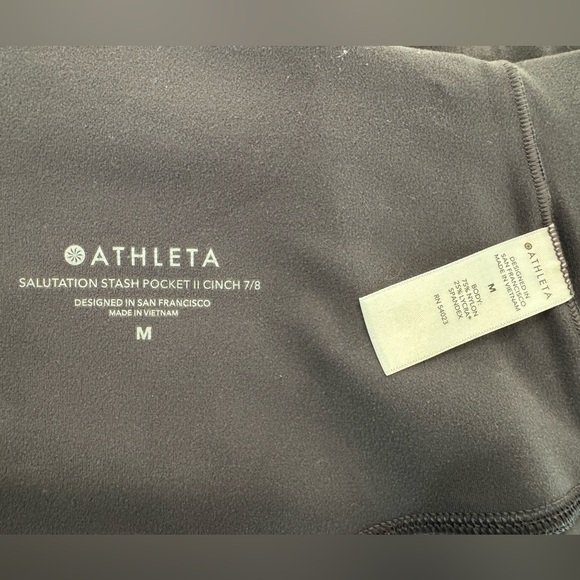 ATHLETA
SALUTATION STASH POCKET II CINCH 7/8
DESIGNED IN SAN FRANCISCO
MADE IN VIETNAM
M
ATHLETA
DESIGNED IN
SAN FRANCISCO
MADE IN VIETNAM
M
BODY:
75% NYLON
25% LYCRA®
SPANDEX
RN 54023